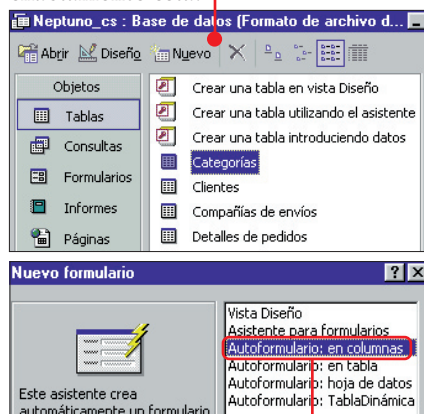 Neptuno_cs : Base de datos (Formato de archivo d...
Abrir Diseño Nuevo
Objetos
Tablas
Consultas
Formularios
Informes
Páginas
Crear una tabla en vista Diseño
Crear una tabla utilizando el asistente
Crear una tabla introduciendo datos
Categorías
Clientes
Compañías de envíos
Detalles de pedidos
Nuevo formulario
Este asistente crea
automáticamente un formulario
Vista Diseño
Asistente para formularios
Autoformulario: en columnas
Autoformulario: en tabla
Autoformulario: hoja de datos
Autoformulario: TablaDinámica